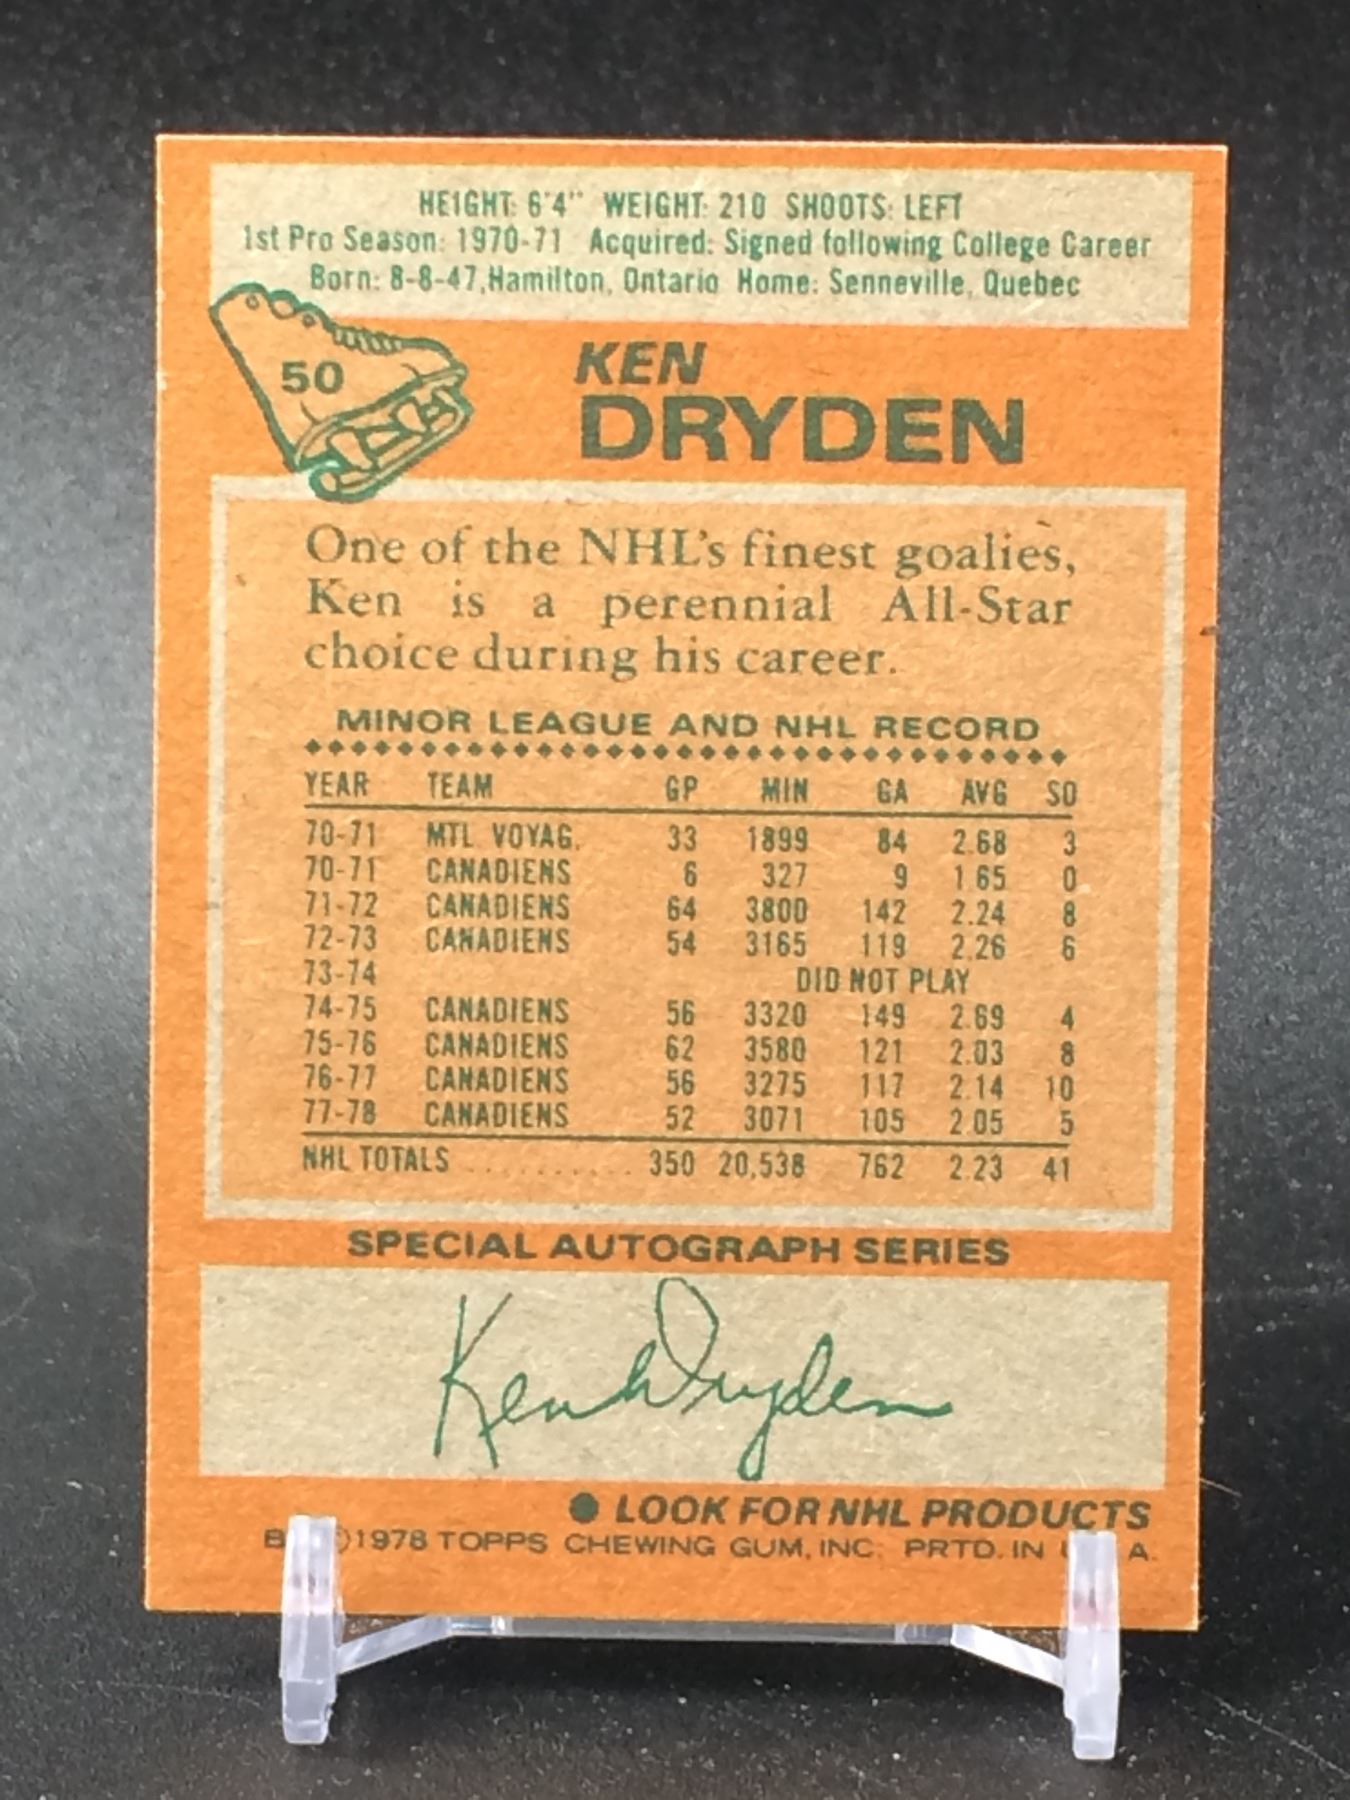 HEIGHT: 6'4" WEIGHT: 210 SHOOTS: LEFT
1st Pro Season: 1970-71 Acquired: Signed following College Career
Born: 8-8-47, Hamilton, Ontario Home: Senneville, Quebec
50
KEN
DRYDEN
One of the NHL's finest goalies,
Ken is a perennial All-Star
choice during his career.
MINOR LEAGUE AND NHL RECORD
YEAR TEAM GP MIN GA AVG SO
70-71 MTL. VOYAG. 33 1899 84 2.68 3
70-71 CANADIENS 6 327 9 1.65 0
71-72 CANADIENS 64 3800 142 2.24 8
72-73 CANADIENS 54 3165 119 2.26 6
73-74 DID NOT PLAY
74-75 CANADIENS 56 3320 149 2.69 4
75-76 CANADIENS 62 3580 121 2.03 8
76-77 CANADIENS 56 3275 117 2.14 10
77-78 CANADIENS 52 3071 105 2.05 5
NHL TOTALS .......... 350 20,538 762 2.23 41
SPECIAL AUTOGRAPH SERIES
Ken W Dryden
● LOOK FOR NHL PRODUCTS
©1978 TOPPS CHEWING GUM, INC. PRTD. IN